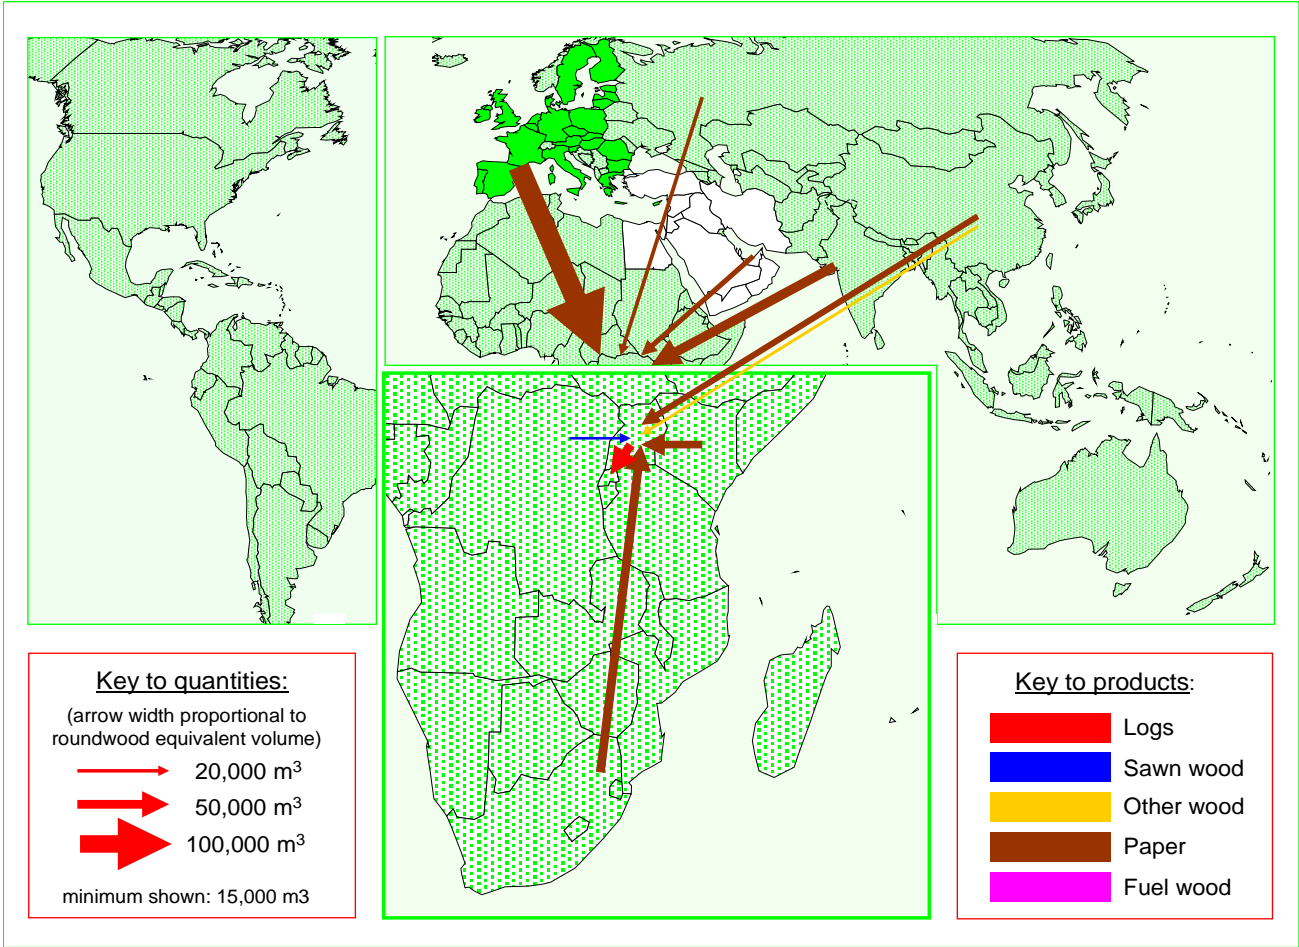 Key to quantities:
(arrow width proportional to
roundwood equivalent volume)
20,000 m³
50,000 m³
100,000 m³
minimum shown: 15,000 m3
Key to products:
Logs
Sawn wood
Other wood
Paper
Fuel wood